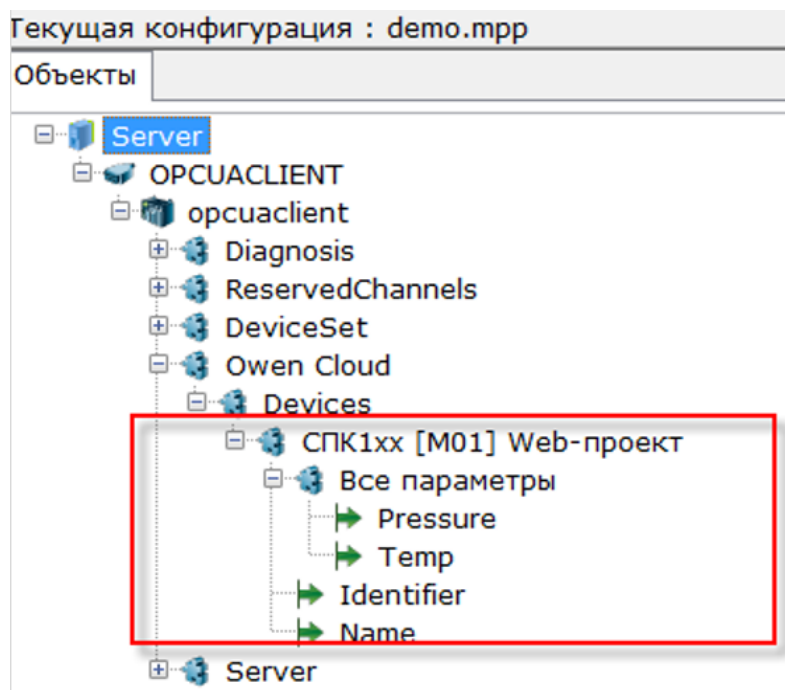 Текущая конфигурация : demo.mpp
Объекты
Server
OPCUACLIENT
opcuaclient
Diagnosis
ReservedChannels
DeviceSet
Owen Cloud
Devices
СПК1xx [M01] Web-проект
Все параметры
Pressure
Temp
Identifier
Name
Server